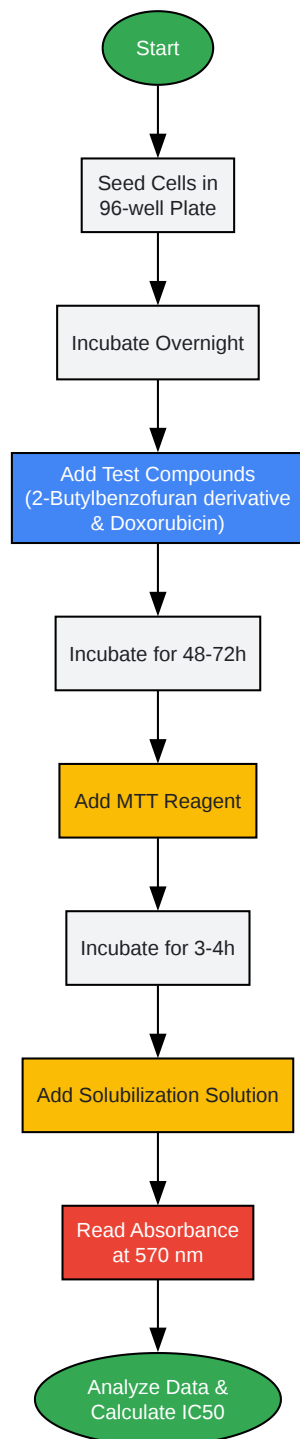 Start
Seed Cells in
96-well Plate
Incubate Overnight
Add Test Compounds
(2-Butylbenzofuran derivative
& Doxorubicin)
Incubate for 48-72h
Add MTT Reagent
Incubate for 3-4h
Add Solubilization Solution
Read Absorbance
at 570 nm
Analyze Data &
Calculate IC50